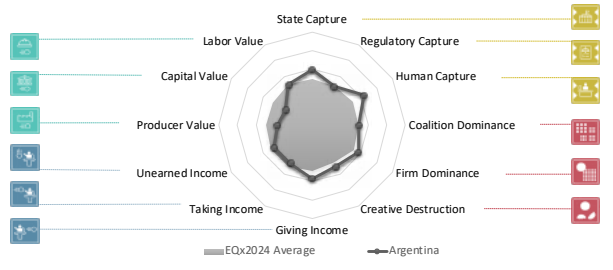 State Capture
Labor Value
Regulatory Capture
Capital Value
Human Capture
Producer Value
Coalition Dominance
Unearned Income
Firm Dominance
Taking Income
Creative Destruction
Giving Income
EQx2024 Average
Argentina